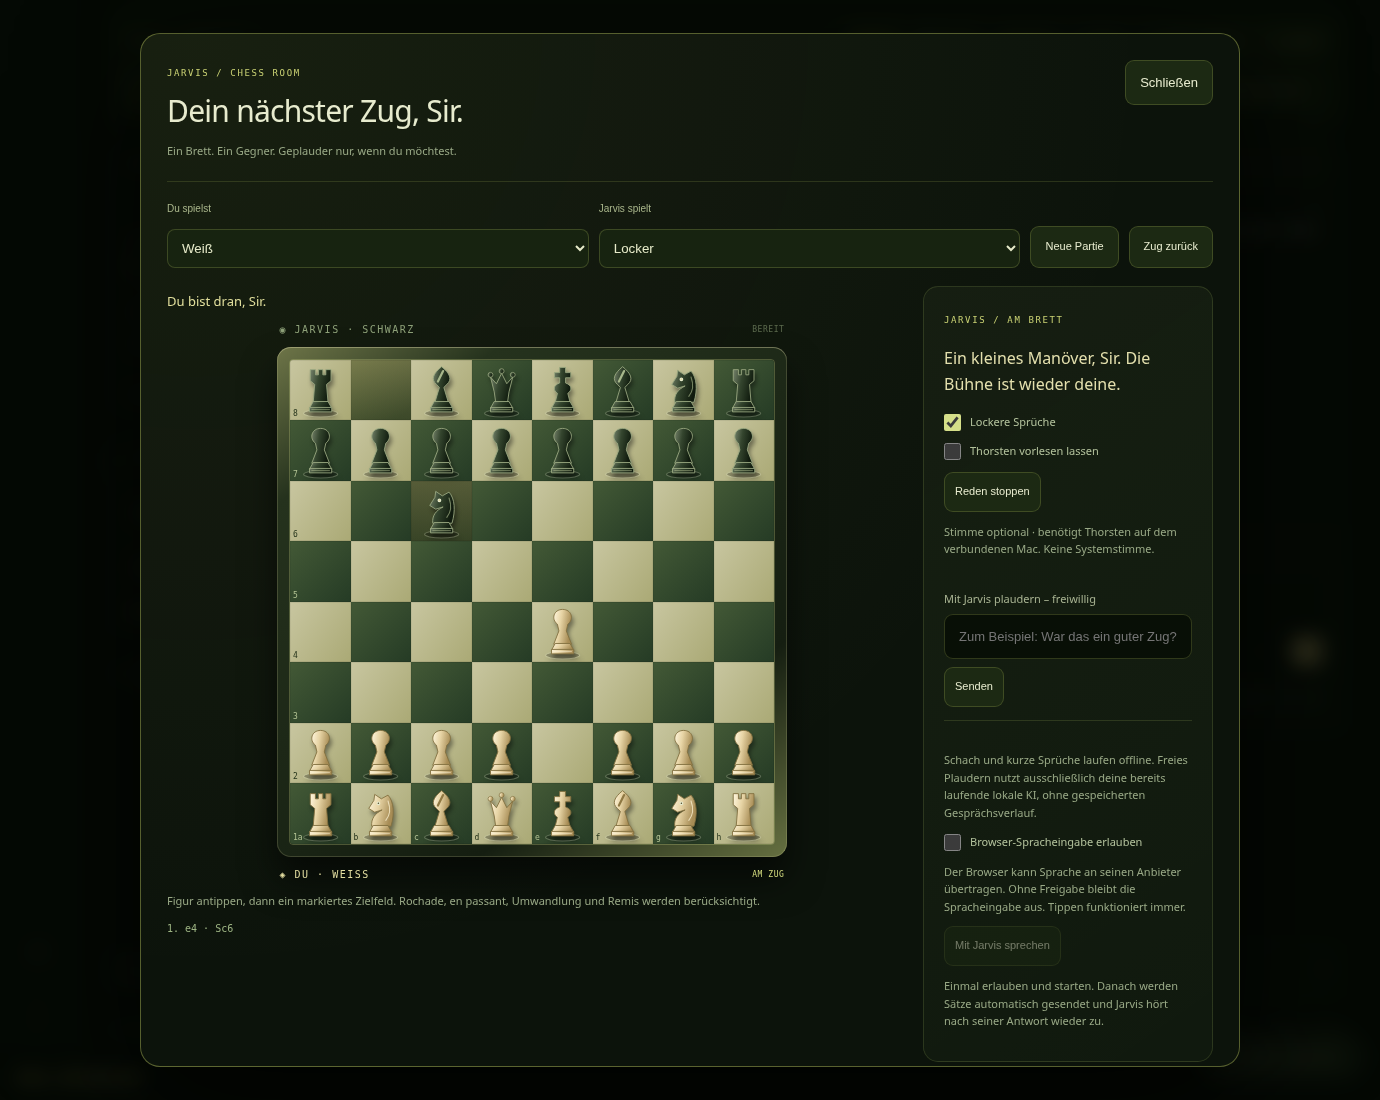 JARVIS / CHESS ROOM
Dein nächster Zug, Sir.
Ein Brett. Ein Gegner. Geplauder nur, wenn du möchtest.
Schließen
Du spielst
Jarvis spielt
Weiß
Locker
Neue Partie
Zug zurück
Du bist dran, Sir.
◉ JARVIS · SCHWARZ
BEREIT
8
7
6
5
4
3
2
1a
b
c
d
e
f
g
h
◈ DU · WEISS
AM ZUG
Figur antippen, dann ein markiertes Zielfeld. Rochade, en passant, Umwandlung und Remis werden berücksichtigt.
1. e4 · Sc6
JARVIS / AM BRETT
Ein kleines Manöver, Sir. Die
Bühne ist wieder deine.
Lockere Sprüche
Thorsten vorlesen lassen
Reden stoppen
Stimme optional · benötigt Thorsten auf dem
verbundenen Mac. Keine Systemstimme.
Mit Jarvis plaudern – freiwillig
Zum Beispiel: War das ein guter Zug?
Senden
Schach und kurze Sprüche laufen offline. Freies
Plaudern nutzt ausschließlich deine bereits
laufende lokale KI, ohne gespeicherten
Gesprächsverlauf.
Browser-Spracheingabe erlauben
Der Browser kann Sprache an seinen Anbieter
übertragen. Ohne Freigabe bleibt die
Spracheingabe aus. Tippen funktioniert immer.
Mit Jarvis sprechen
Einmal erlauben und starten. Danach werden
Sätze automatisch gesendet und Jarvis hört
nach seiner Antwort wieder zu.